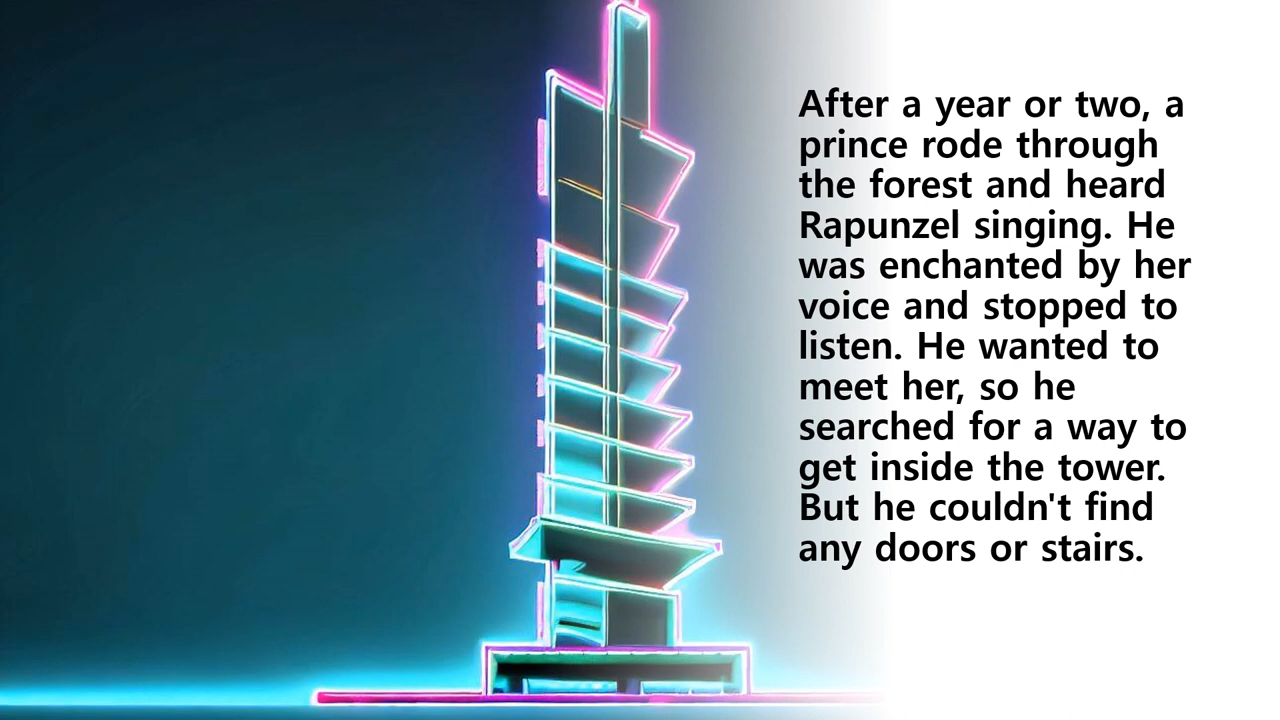 After a year or two, a
prince rode through
the forest and heard
Rapunzel singing. He
was enchanted by her
voice and stopped to
listen. He wanted to
meet her, so he
searched for a way to
get inside the tower.
But he couldn't find
any doors or stairs.